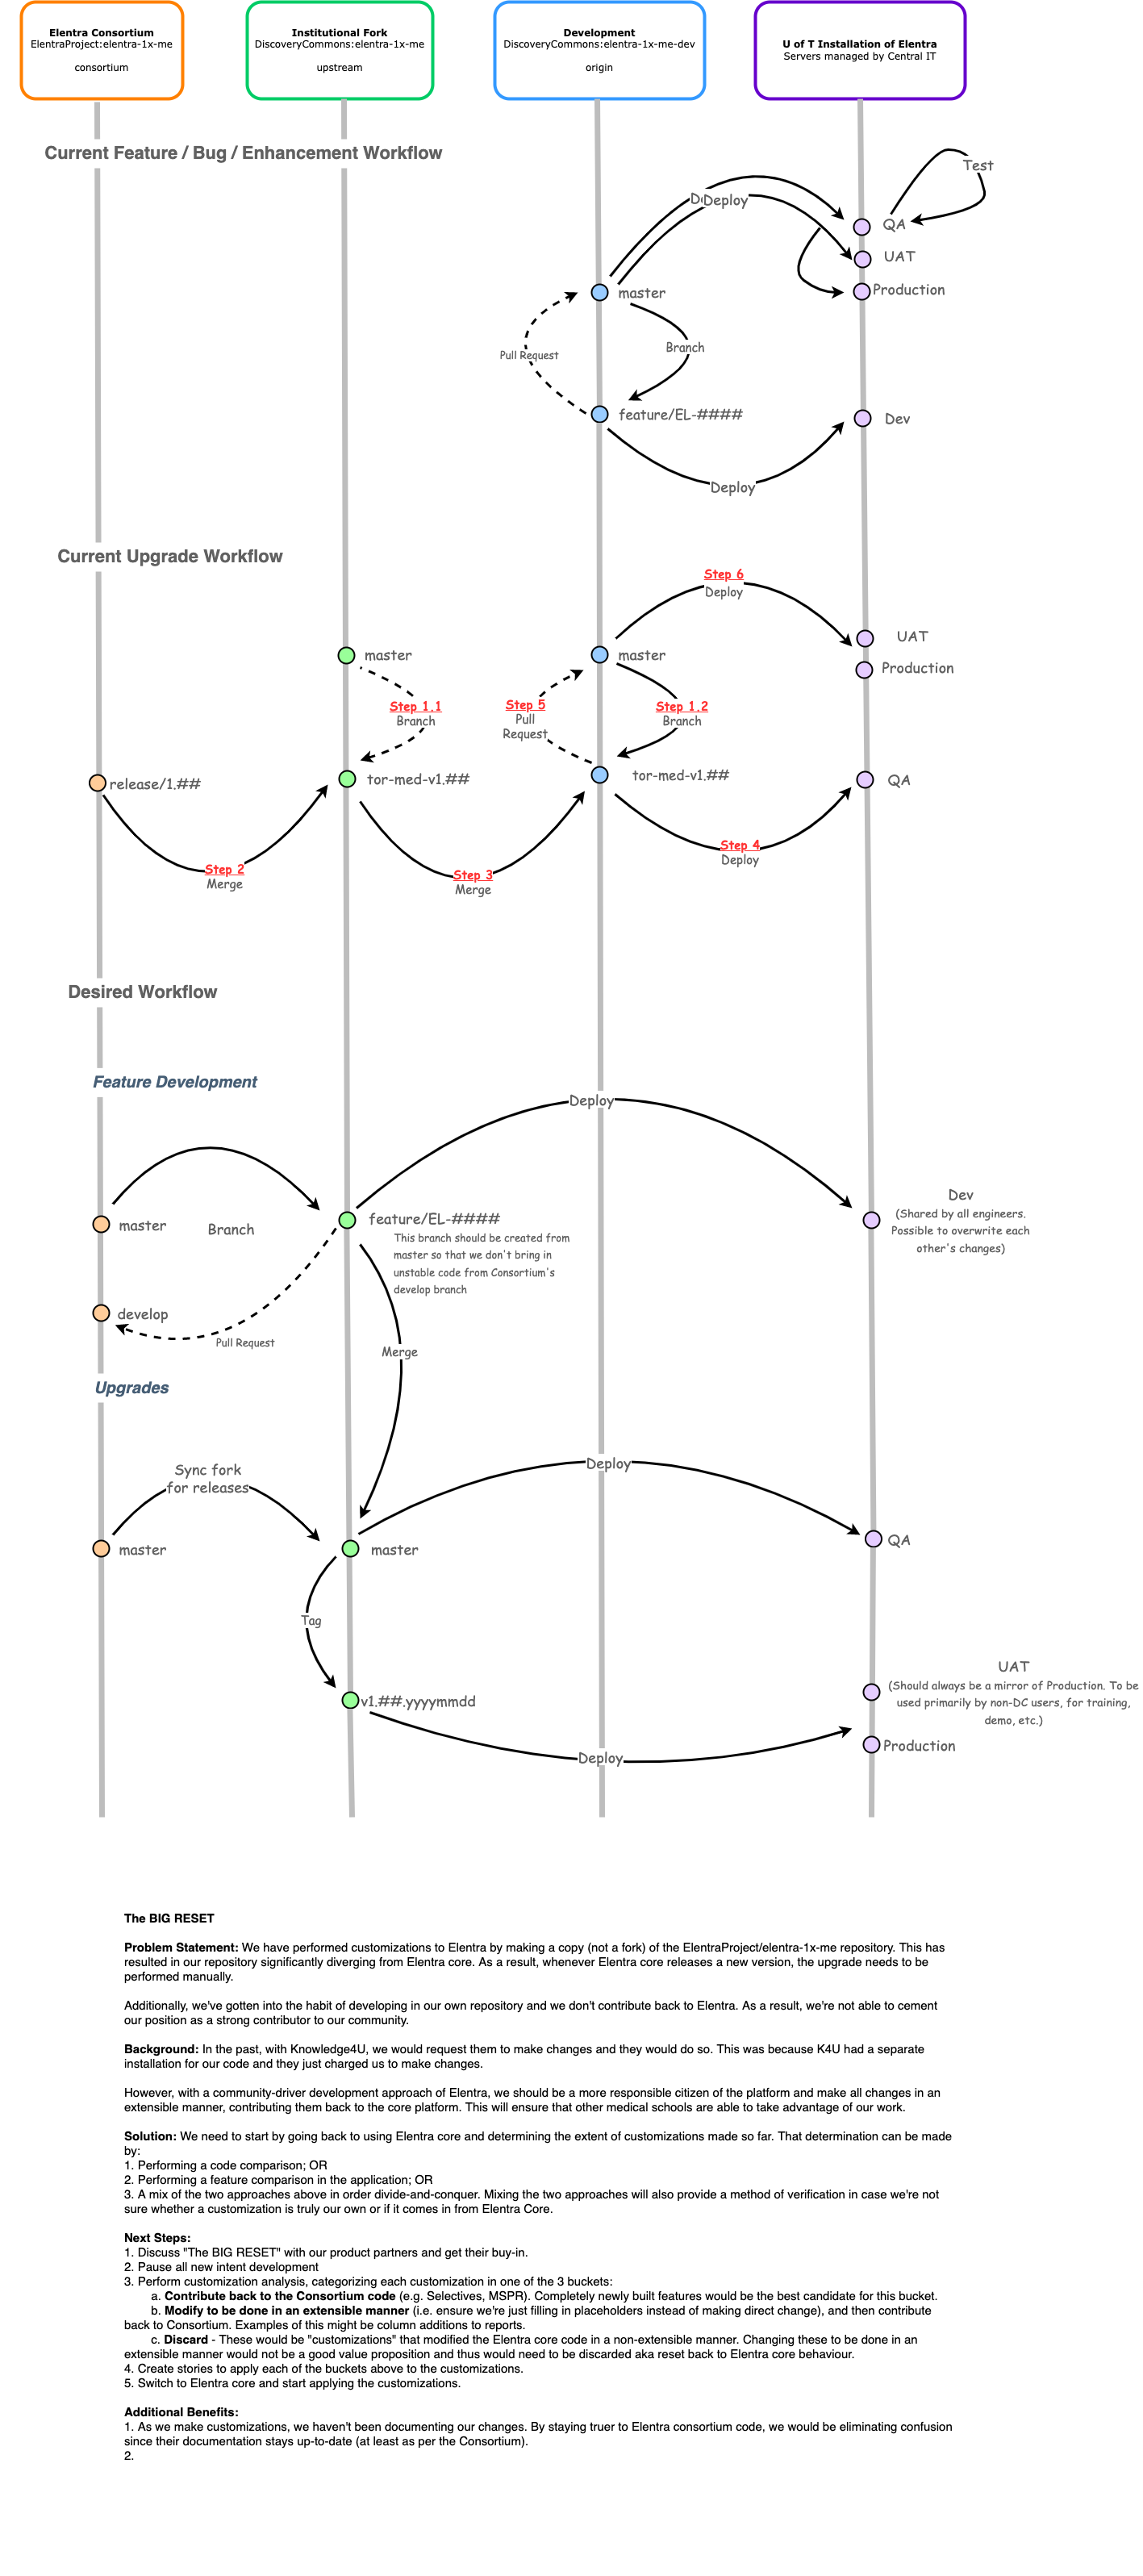 Elentra Consortium
ElentraProject:elentra-1x-me
consortium
Institutional Fork
DiscoveryCommons:elentra-1x-me
upstream
Development
DiscoveryCommons:elentra-1x-me-dev
origin
U of T Installation of Elentra
Servers managed by Central IT
Current Feature / Bug / Enhancement Workflow
Test
Deploy
QA
UAT
Production
master
Pull Request
Branch
feature/EL-####
Dev
Deploy
Current Upgrade Workflow
Step 6
Deploy
UAT
master
master
Production
Step 1.1
Branch
Step 5
Pull
Request
Step 1.2
Branch
release/1.##
tor-med-v1.##
tor-med-v1.##
QA
Step 2
Merge
Step 3
Merge
Step 4
Deploy
Desired Workflow
Feature Development
Deploy
master
Branch
feature/EL-####
This branch should be created from
master so that we don't bring in
unstable code from Consortium's
develop branch
Dev
(Shared by all engineers.
Possible to overwrite each
other's changes)
develop
Pull Request
Merge
Upgrades
Sync fork
for releases
Deploy
master
master
QA
Tag
v1.##.yyyymmdd
UAT
(Should always be a mirror of Production. To be
used primarily by non-DC users, for training,
demo, etc.)
Deploy
Production
The BIG RESET
Problem Statement: We have performed customizations to Elentra by making a copy (not a fork) of the ElentraProject/elentra-1x-me repository. This has
resulted in our repository significantly diverging from Elentra core. As a result, whenever Elentra core releases a new version, the upgrade needs to be
performed manually.
Additionally, we've gotten into the habit of developing in our own repository and we don't contribute back to Elentra. As a result, we're not able to cement
our position as a strong contributor to our community.
Background: In the past, with Knowledge4U, we would request them to make changes and they would do so. This was because K4U had a separate
installation for our code and they just charged us to make changes.
However, with a community-driver development approach of Elentra, we should be a more responsible citizen of the platform and make all changes in an
extensible manner, contributing them back to the core platform. This will ensure that other medical schools are able to take advantage of our work.
Solution: We need to start by going back to using Elentra core and determining the extent of customizations made so far. That determination can be made
by:
1. Performing a code comparison; OR
2. Performing a feature comparison in the application; OR
3. A mix of the two approaches above in order divide-and-conquer. Mixing the two approaches will also provide a method of verification in case we're not
sure whether a customization is truly our own or if it comes in from Elentra Core.
Next Steps:
1. Discuss "The BIG RESET" with our product partners and get their buy-in.
2. Pause all new intent development
3. Perform customization analysis, categorizing each customization in one of the 3 buckets:
a. Contribute back to the Consortium code (e.g. Selectives, MSPR). Completely newly built features would be the best candidate for this bucket.
b. Modify to be done in an extensible manner (i.e. ensure we're just filling in placeholders instead of making direct change), and then contribute
back to Consortium. Examples of this might be column additions to reports.
c. Discard - These would be "customizations" that modified the Elentra core code in a non-extensible manner. Changing these to be done in an
extensible manner would not be a good value proposition and thus would need to be discarded aka reset back to Elentra core behaviour.
4. Create stories to apply each of the buckets above to the customizations.
5. Switch to Elentra core and start applying the customizations.
Additional Benefits:
1. As we make customizations, we haven't been documenting our changes. By staying truer to Elentra consortium code, we would be eliminating confusion
since their documentation stays up-to-date (at least as per the Consortium).
2.